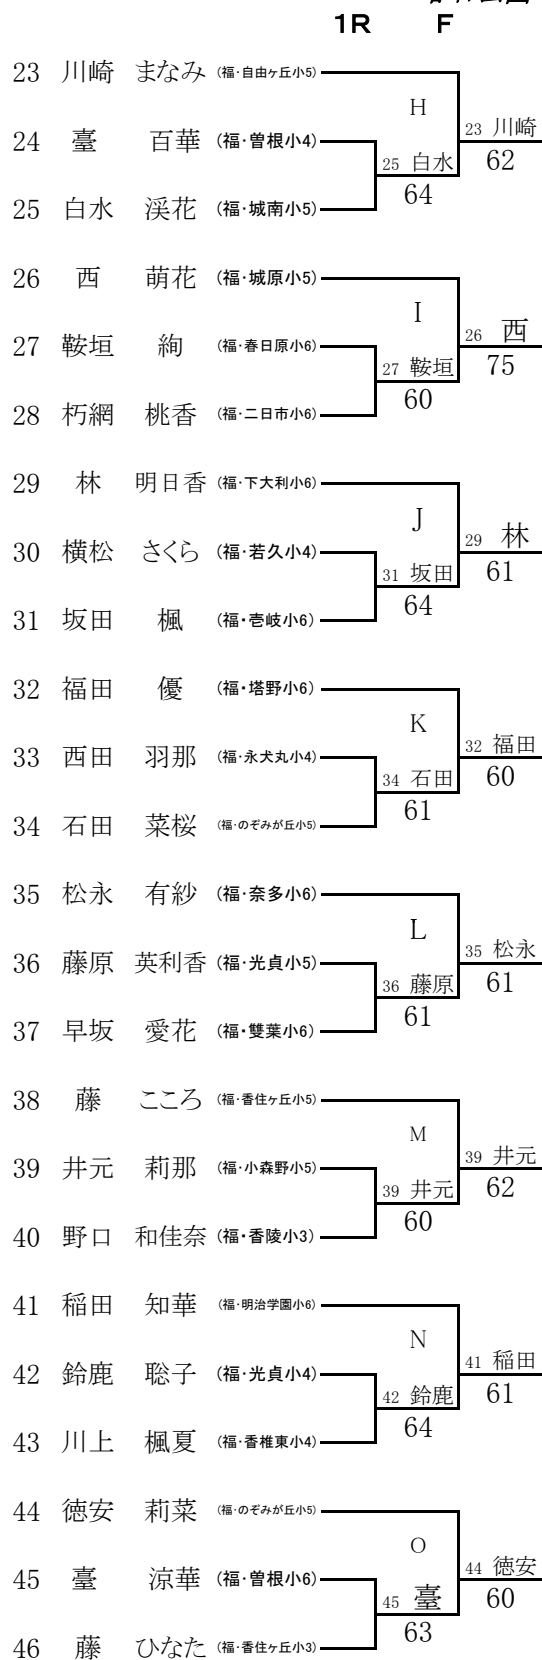 1R F
23 川崎 まなみ (福・自由ヶ丘小5)
H
23 川崎
24 臺 百華 (福・曽根小4)
62
25 白水
64
25 白水 渓花 (福・城南小5)
26 西 萌花 (福・城原小5)
I
26 西
27 鞍垣 絢 (福・春日原小6)
75
27 鞍垣
60
28 朽網 桃香 (福・二日市小6)
29 林 明日香 (福・下大利小6)
J
29 林
30 横松 さくら (福・若久小4)
61
31 坂田
64
31 坂田 楓 (福・壱岐小6)
32 福田 優 (福・塔野小6)
K
32 福田
33 西田 羽那 (福・永犬丸小4)
60
34 石田
61
34 石田 菜桜 (福・のぞみが丘小5)
35 松永 有紗 (福・奈多小6)
L
35 松永
36 藤原 英利香 (福・光貞小5)
61
36 藤原
61
37 早坂 愛花 (福・雙葉小6)
38 藤 こころ (福・香住ヶ丘小5)
M
39 井元
39 井元 莉那 (福・小森野小5)
62
39 井元
60
40 野口 和佳奈 (福・香陵小3)
41 稲田 知華 (福・明治学園小6)
N
41 稲田
42 鈴鹿 聡子 (福・光貞小4)
61
42 鈴鹿
64
43 川上 楓夏 (福・香椎東小4)
44 徳安 莉菜 (福・のぞみが丘小5)
O
44 徳安
45 臺 涼華 (福・曽根小6)
60
45 臺
63
46 藤 ひなた (福・香住ヶ丘小3)